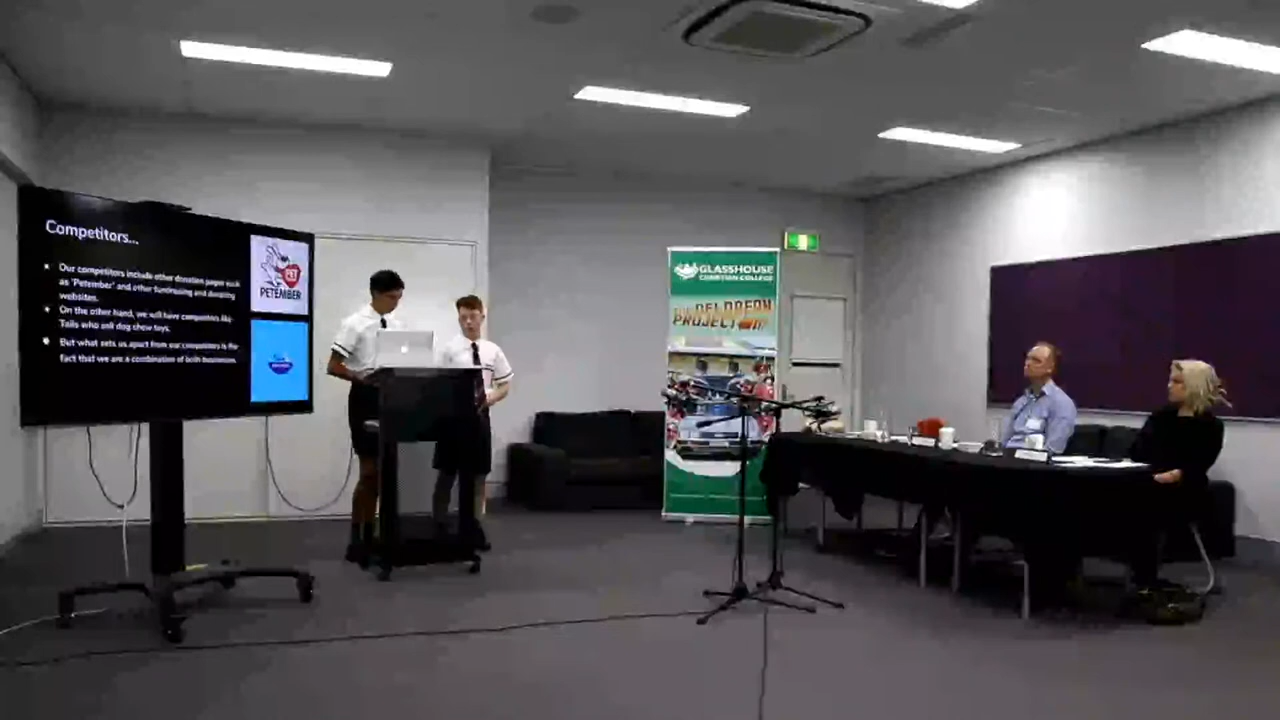 Competitors...
Our competitors include other donation pages such
as 'Petember' and other fundraising and donating
websites.
On the other hand, we will have competitors like
Tails who sell dog chew toys.
But what sets us apart from our competitors is the
fact that we are a combination of both businesses.
PET
PETEMBER
GLASSHOUSE
CHRISTIAN COLLEGE
DELOREAN
PROJECT